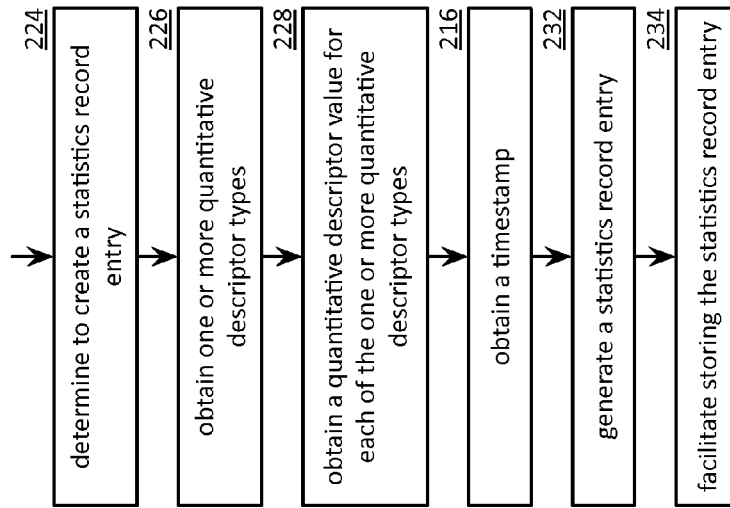 224
determine to create a statistics record
entry
226
obtain one or more quantitative
descriptor types
228
obtain a quantitative descriptor value for
each of the one or more quantitative
descriptor types
216
obtain a timestamp
232
generate a statistics record entry
234
facilitate storing the statistics record entry